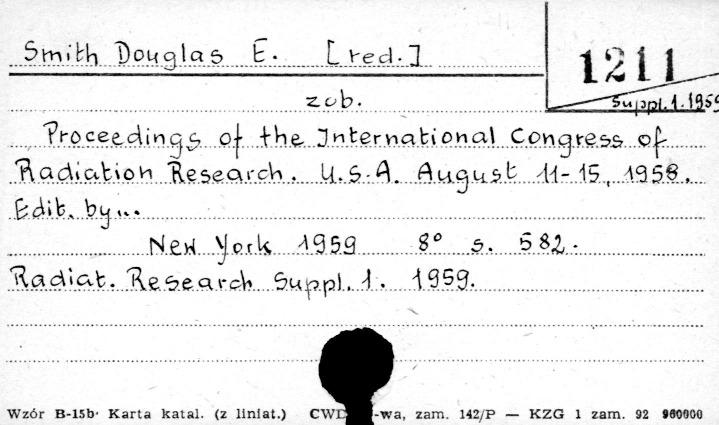 Smith Douglas E. [red.]
1211
Suppl. 1. 1959
zob.
Proceedings of the International Congress of
Radiation Research. U.S.A. August 11-15, 1958.
Edit. by...
New York 1959 8° s. 582.
Radiat. Research Suppl. 1. 1959.
Wzór B-15b· Karta katal. (z liniat.) CWD -wa, zam. 142/P — KZG 1 zam. 92 960000